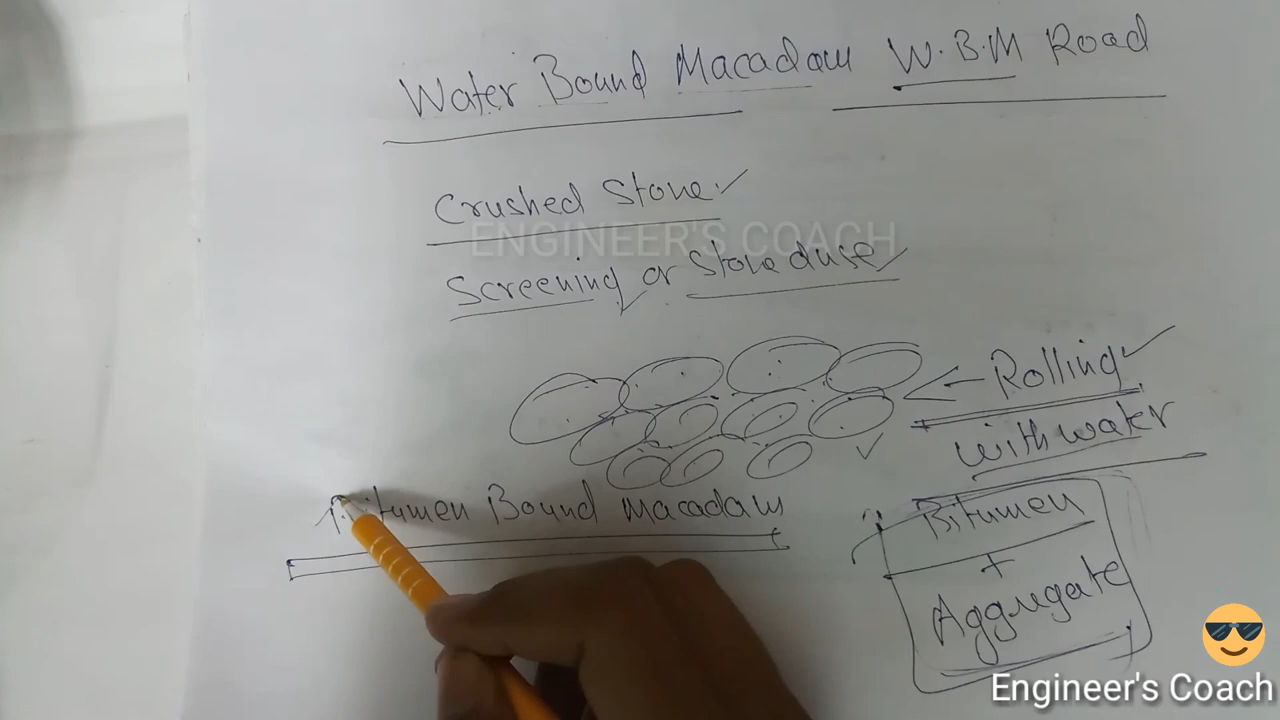 Water Bound Macadam W.B.M Road
Crushed Stone
ENGINEER'S COACH
Screening or Stone duse
Rolling
with water
Bitumen Bound Macadam
Bitumen
+
Aggregate
Engineer's Coach